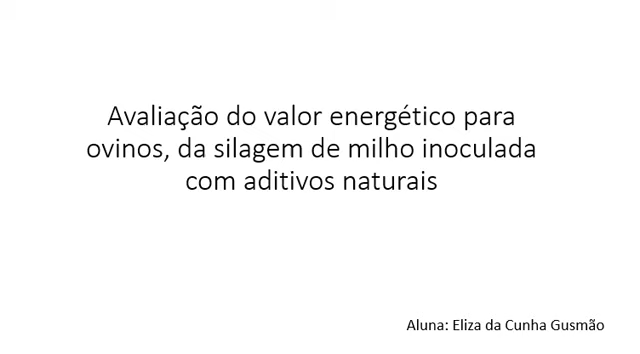 Avaliação do valor energético para
ovinos, da silagem de milho inoculada
com aditivos naturais
Aluna: Eliza da Cunha Gusmão